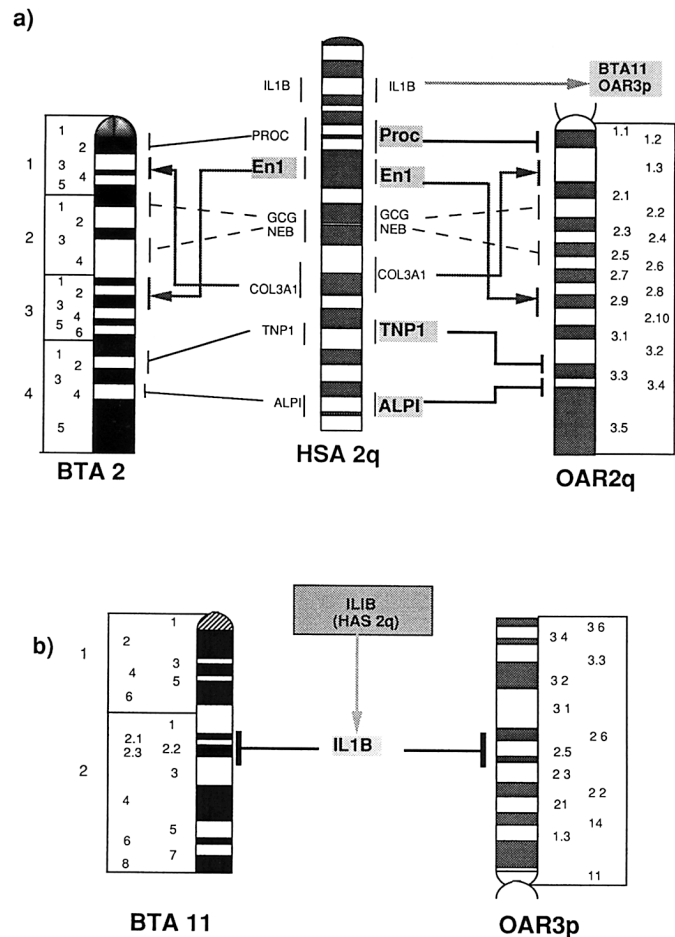 a)
IL1B
IL1B
BTA11
OAR3p
PROC
Proc
En1
En1
GCG
NEB
GCG
NEB
COL3A1
COL3A1
TNP1
TNP1
ALPI
ALPI
1
1
2
3
4
5
2
1
2
3
4
3
1
2
3
4
5
6
4
1
2
3
4
5
1.1
1.2
1.3
2.1
2.2
2.3
2.4
2.5
2.6
2.7
2.8
2.9
2.10
3.1
3.2
3.3
3.4
3.5
BTA 2
HSA 2q
OAR2q
b)
ILIB
(HAS 2q)
IL1B
1
1
2
3
4
5
6
2
1
2.1
2.2
2.3
3
4
5
6
7
8
3 6
3 4
3.3
3 2
3 1
2 6
2.5
2 3
2 2
21
14
1.3
11
BTA 11
OAR3p